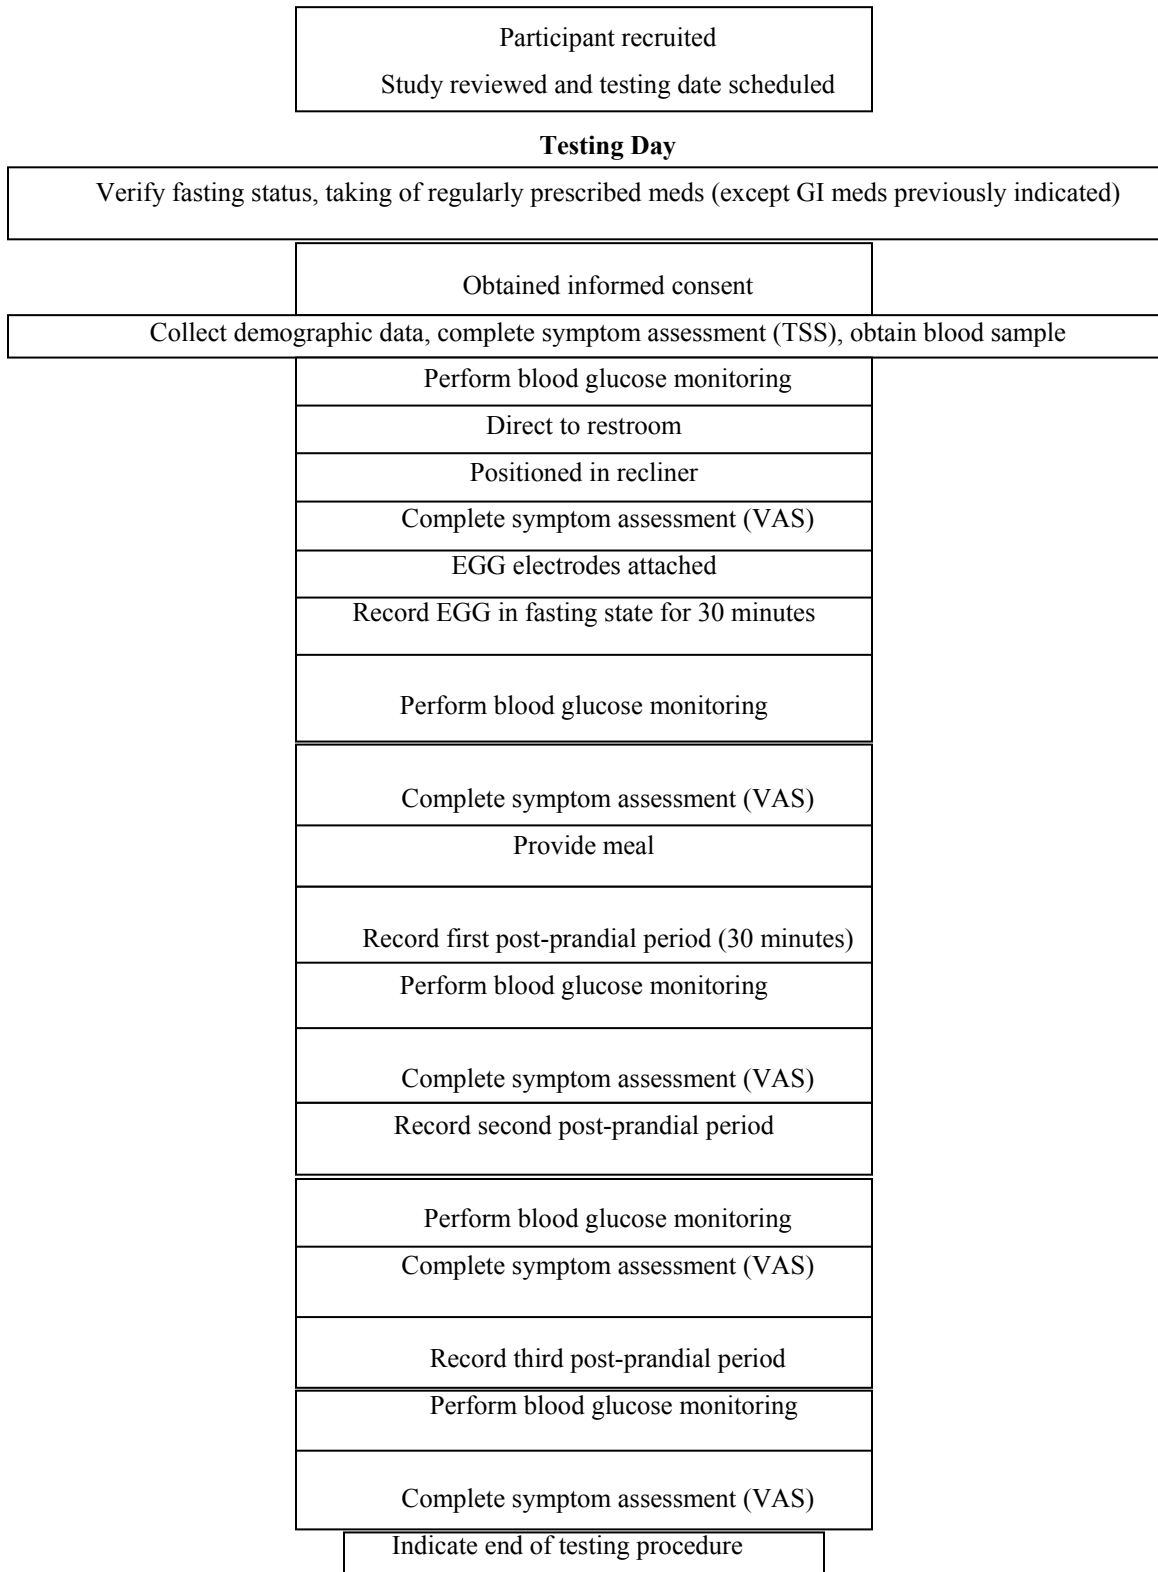 Participant recruited
Study reviewed and testing date scheduled
Testing Day
Verify fasting status, taking of regularly prescribed meds (except GI meds previously indicated)
Obtained informed consent
Collect demographic data, complete symptom assessment (TSS), obtain blood sample
Perform blood glucose monitoring
Direct to restroom
Positioned in recliner
Complete symptom assessment (VAS)
EGG electrodes attached
Record EGG in fasting state for 30 minutes
Perform blood glucose monitoring
Complete symptom assessment (VAS)
Provide meal
Record first post-prandial period (30 minutes)
Perform blood glucose monitoring
Complete symptom assessment (VAS)
Record second post-prandial period
Perform blood glucose monitoring
Complete symptom assessment (VAS)
Record third post-prandial period
Perform blood glucose monitoring
Complete symptom assessment (VAS)
Indicate end of testing procedure